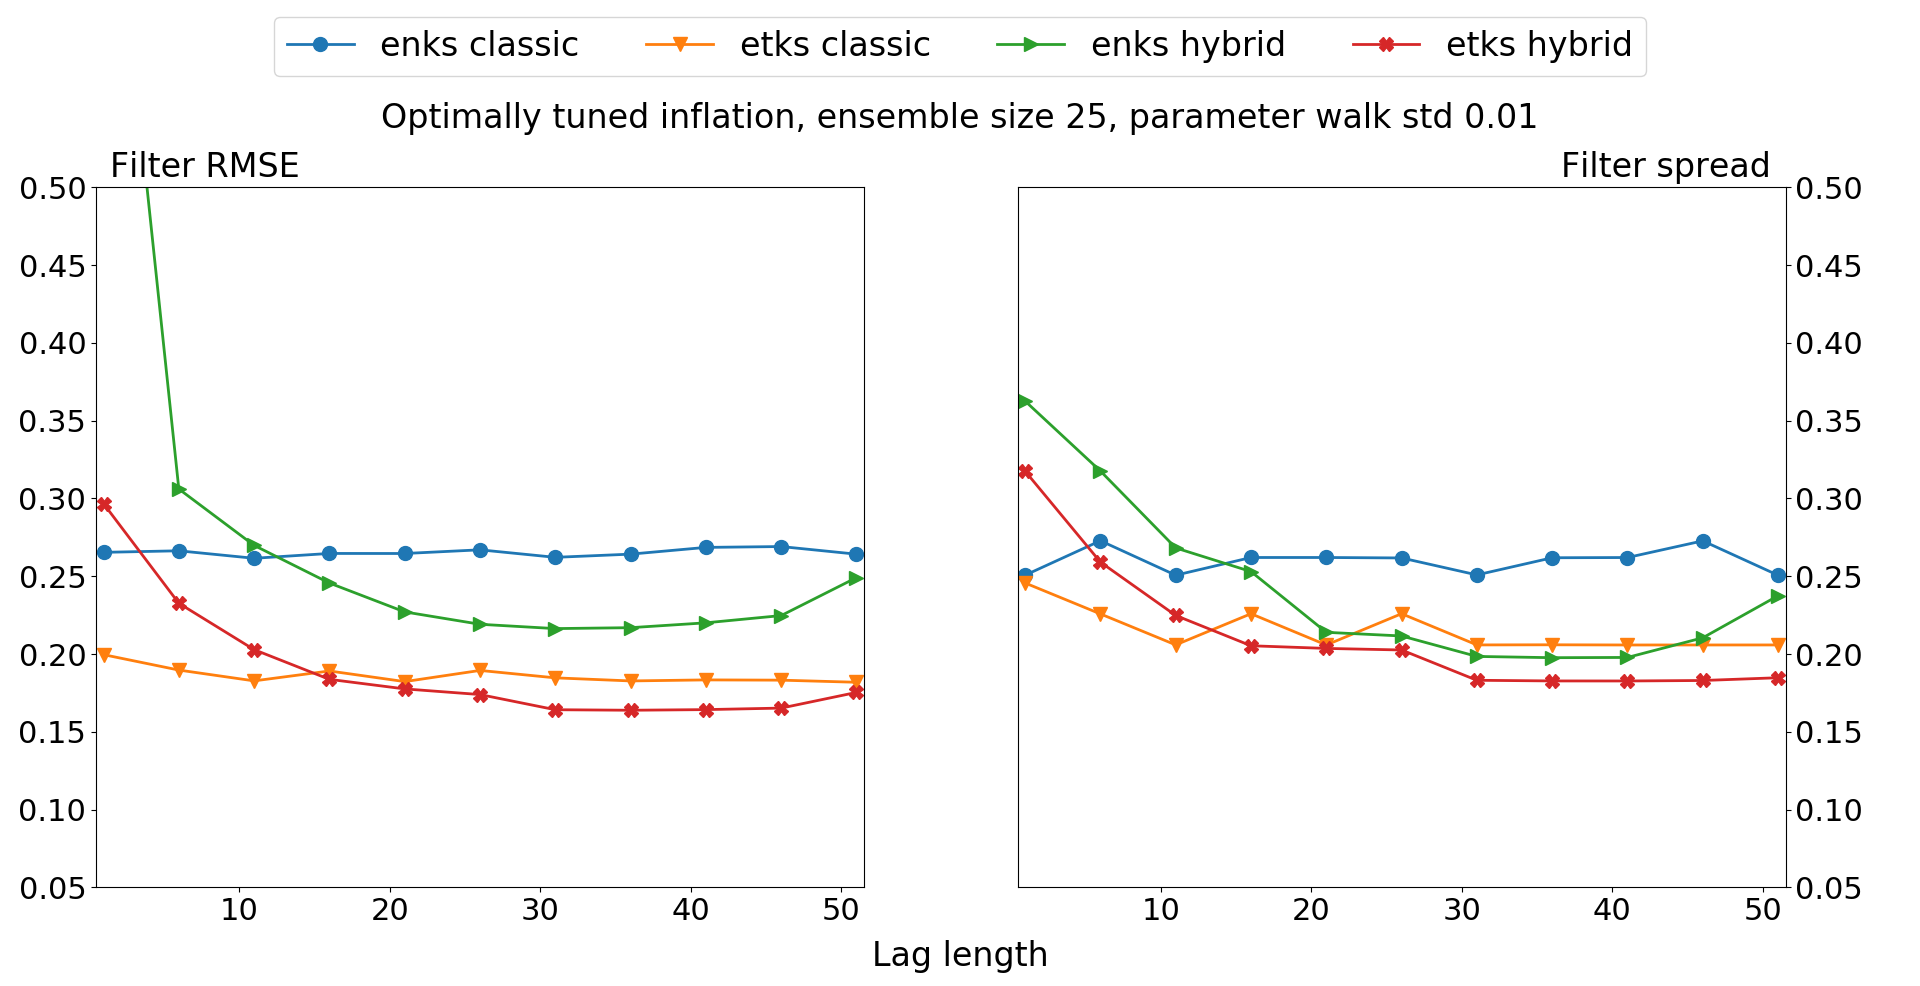 enks classic etks classic enks hybrid etks hybrid
Optimally tuned inflation, ensemble size 25, parameter walk std 0.01
Filter RMSE
0.50
0.45
0.40
0.35
0.30
0.25
0.20
0.15
0.10
0.05
10 20 30 40 50
Filter spread
0.50
0.45
0.40
0.35
0.30
0.25
0.20
0.15
0.10
0.05
10 20 30 40 50
Lag length